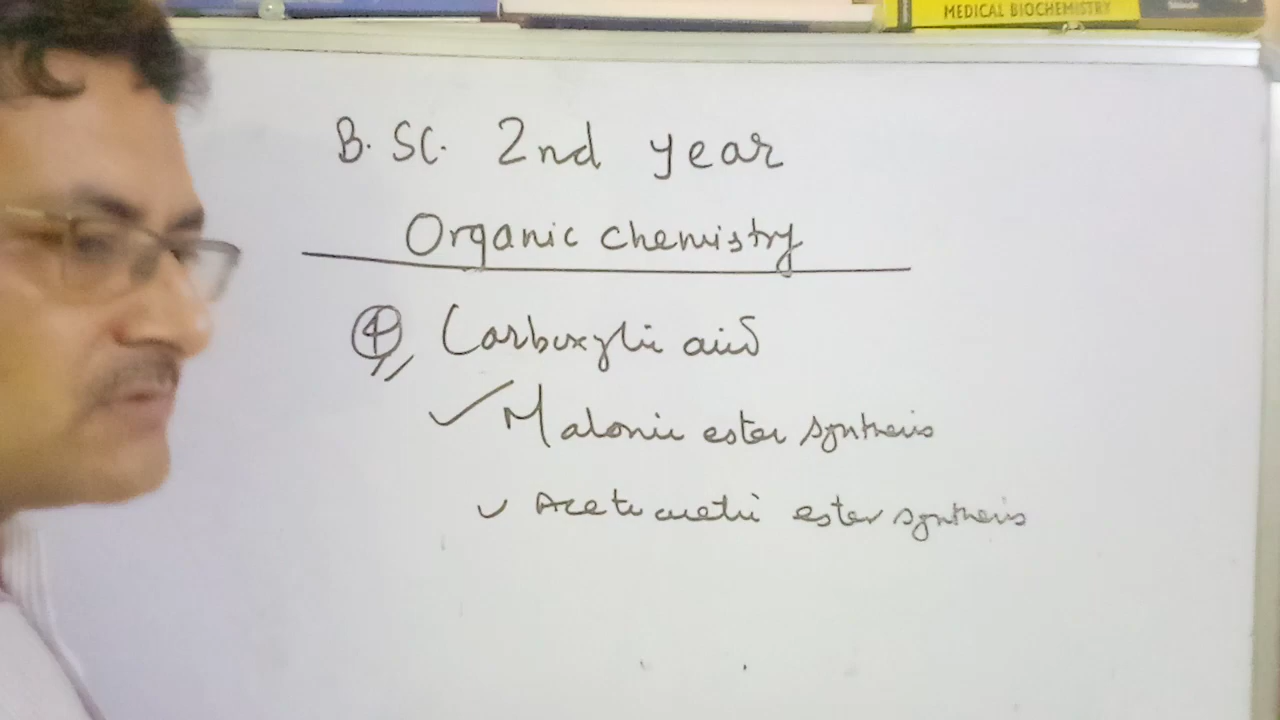 MEDICAL BIOCHEMISTRY
B.SC. 2nd year
Organic chemistry
④ Carboxylic acid
✓ Malonic ester synthesis
✓ Acetoacetic ester synthesis